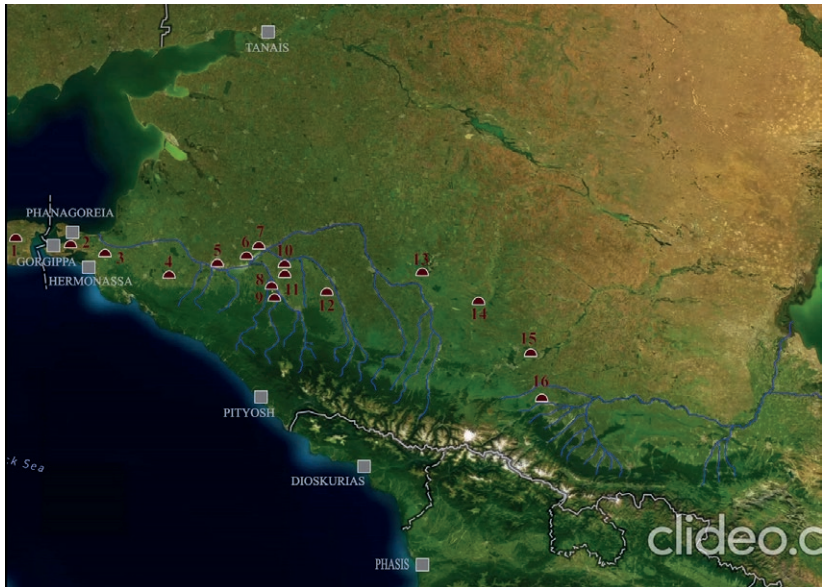 TANAIS
PHANAGOREIA
1
2
GORGIPPA
3
HERMONASSA
4
5
6
7
8
9
10
11
12
13
14
15
16
PITYOSH
ck Sea
DIOSKURIAS
PHASIS
clideo.c